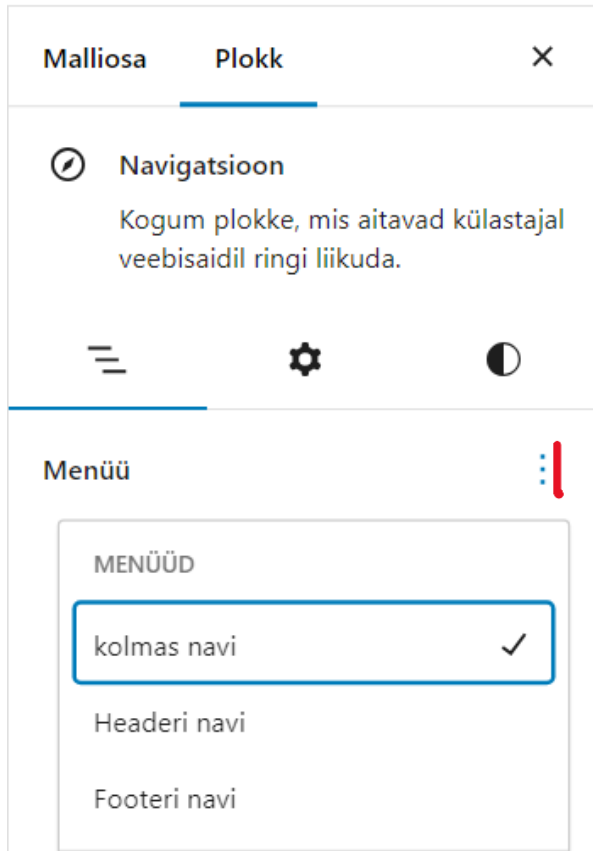 Malliosa Plokk
Navigatsioon
Kogum plokke, mis aitavad külastajal
veebisaidil ringi liikuda.
Menüü
MENÜÜD
kolmas navi
Headeri navi
Footeri navi